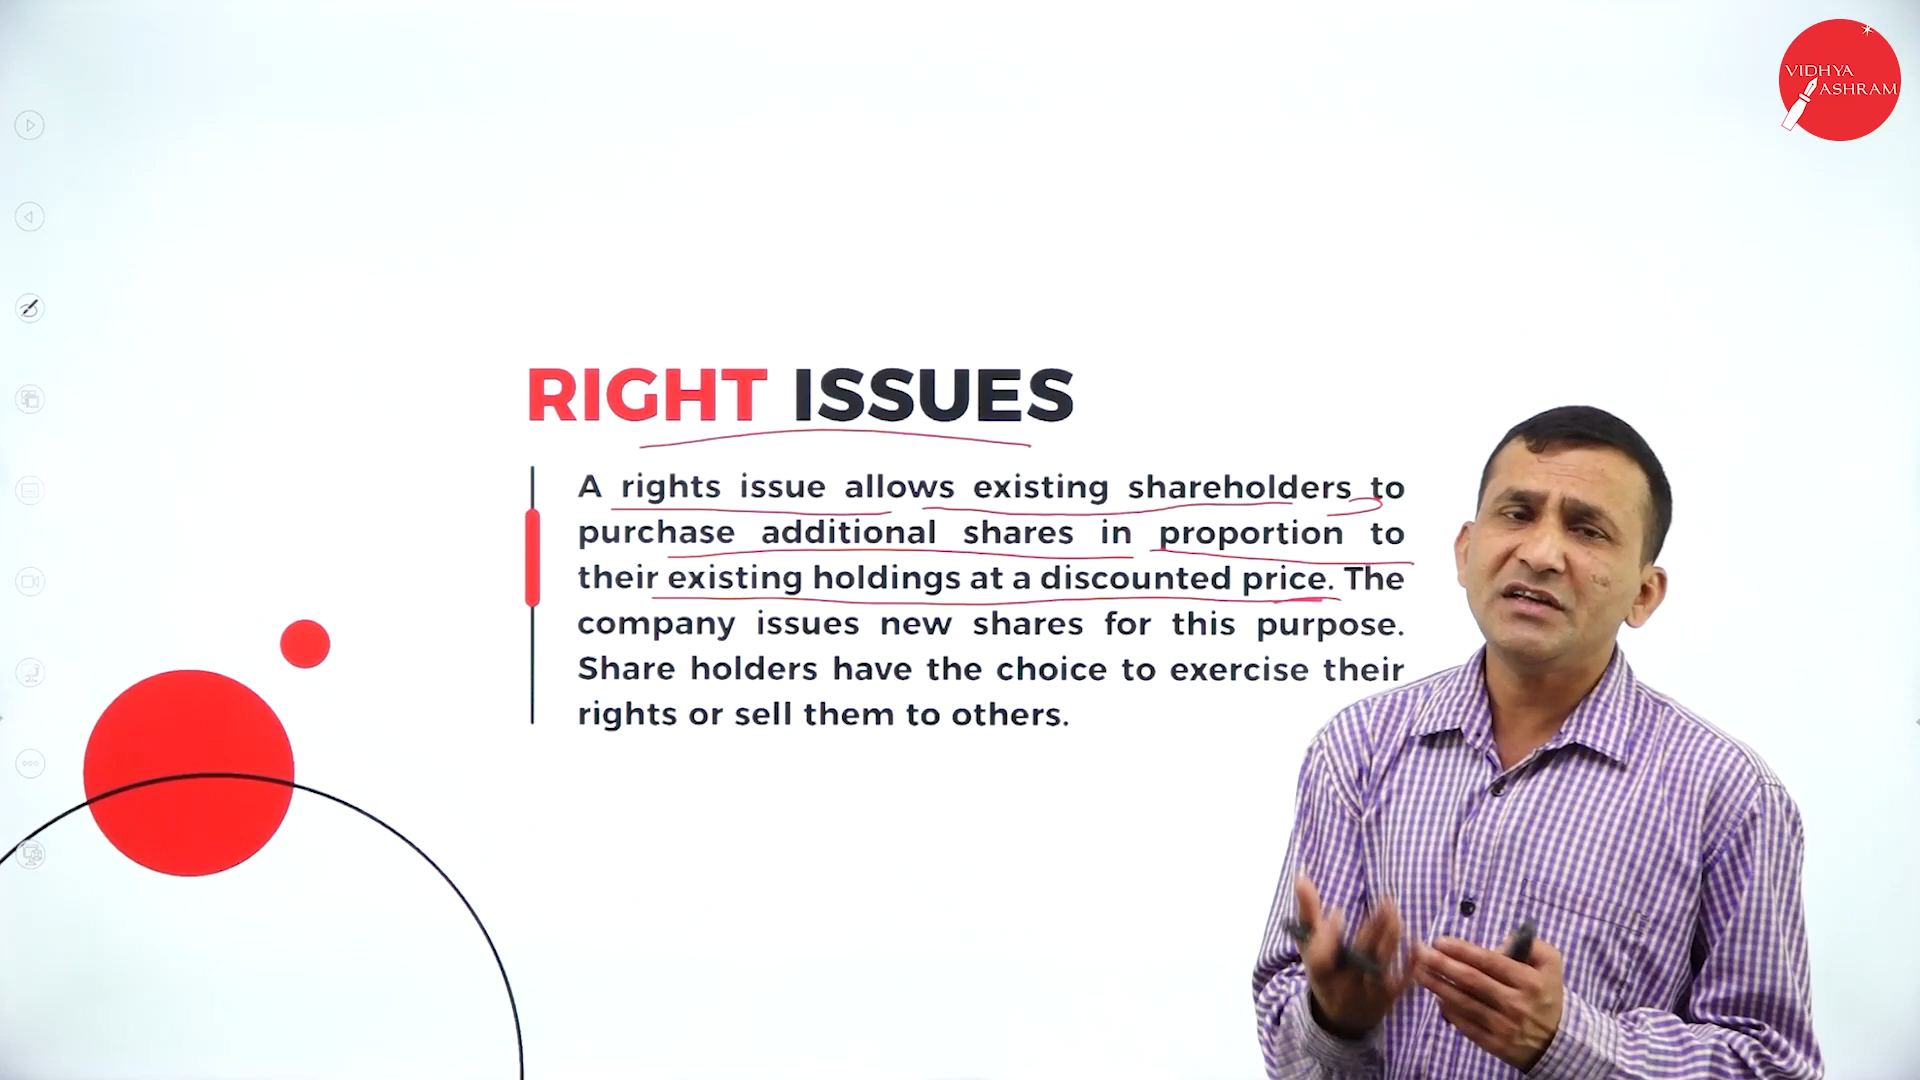 VIDHYA
ASHRAM
RIGHT ISSUES
A rights issue allows existing shareholders to
purchase additional shares in proportion to
their existing holdings at a discounted price. The
company issues new shares for this purpose.
Share holders have the choice to exercise their
rights or sell them to others.